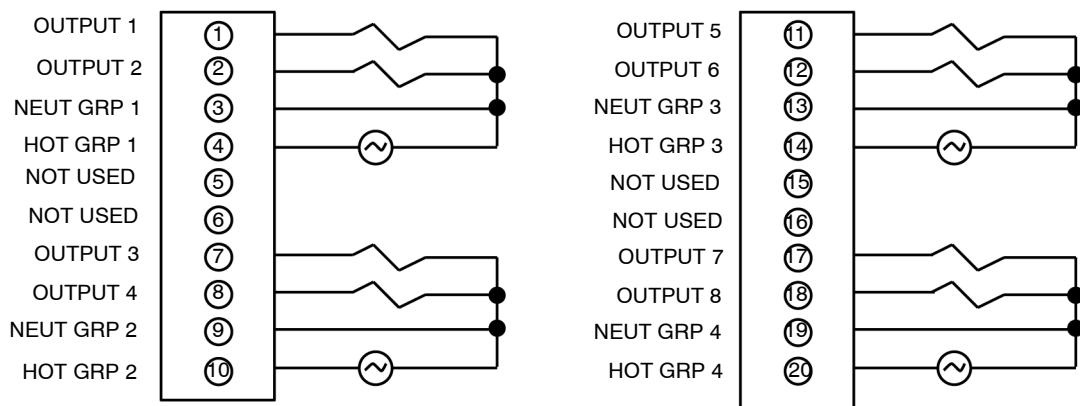 OUTPUT 1 1
OUTPUT 2 2
NEUT GRP 1 3
HOT GRP 1 4
NOT USED 5
NOT USED 6
OUTPUT 3 7
OUTPUT 4 8
NEUT GRP 2 9
HOT GRP 2 10
OUTPUT 5 11
OUTPUT 6 12
NEUT GRP 3 13
HOT GRP 3 14
NOT USED 15
NOT USED 16
OUTPUT 7 17
OUTPUT 8 18
NEUT GRP 4 19
HOT GRP 4 20